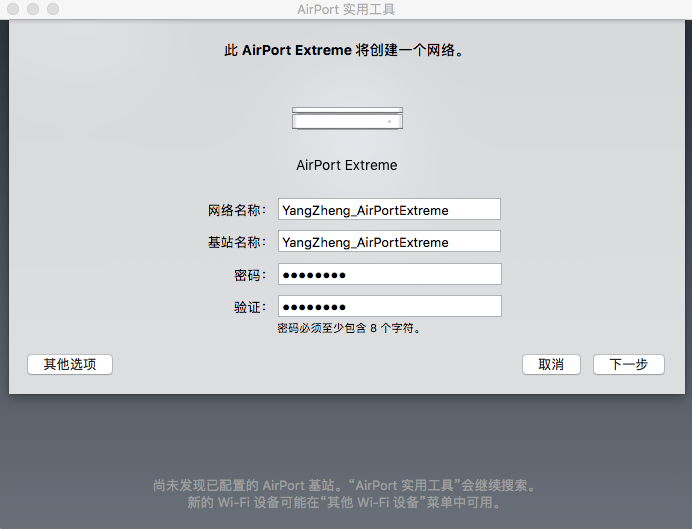 AirPort 实用工具
此 AirPort Extreme 将创建一个网络。
AirPort Extreme
网络名称： YangZheng_AirPortExtreme
基站名称： YangZheng_AirPortExtreme
密码： ●●●●●●●●
验证： ●●●●●●●●
密码必须至少包含 8 个字符。
其他选项 取消 下一步
尚未发现已配置的 AirPort 基站。“AirPort 实用工具”会继续搜索。
新的 Wi-Fi 设备可能在“其他 Wi-Fi 设备”菜单中可用。